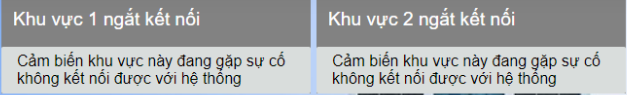 Khu vực 1 ngắt kết nối
Cảm biến khu vực này đang gặp sự cố
không kết nối được với hệ thống
Khu vực 2 ngắt kết nối
Cảm biến khu vực này đang gặp sự cố
không kết nối được với hệ thống